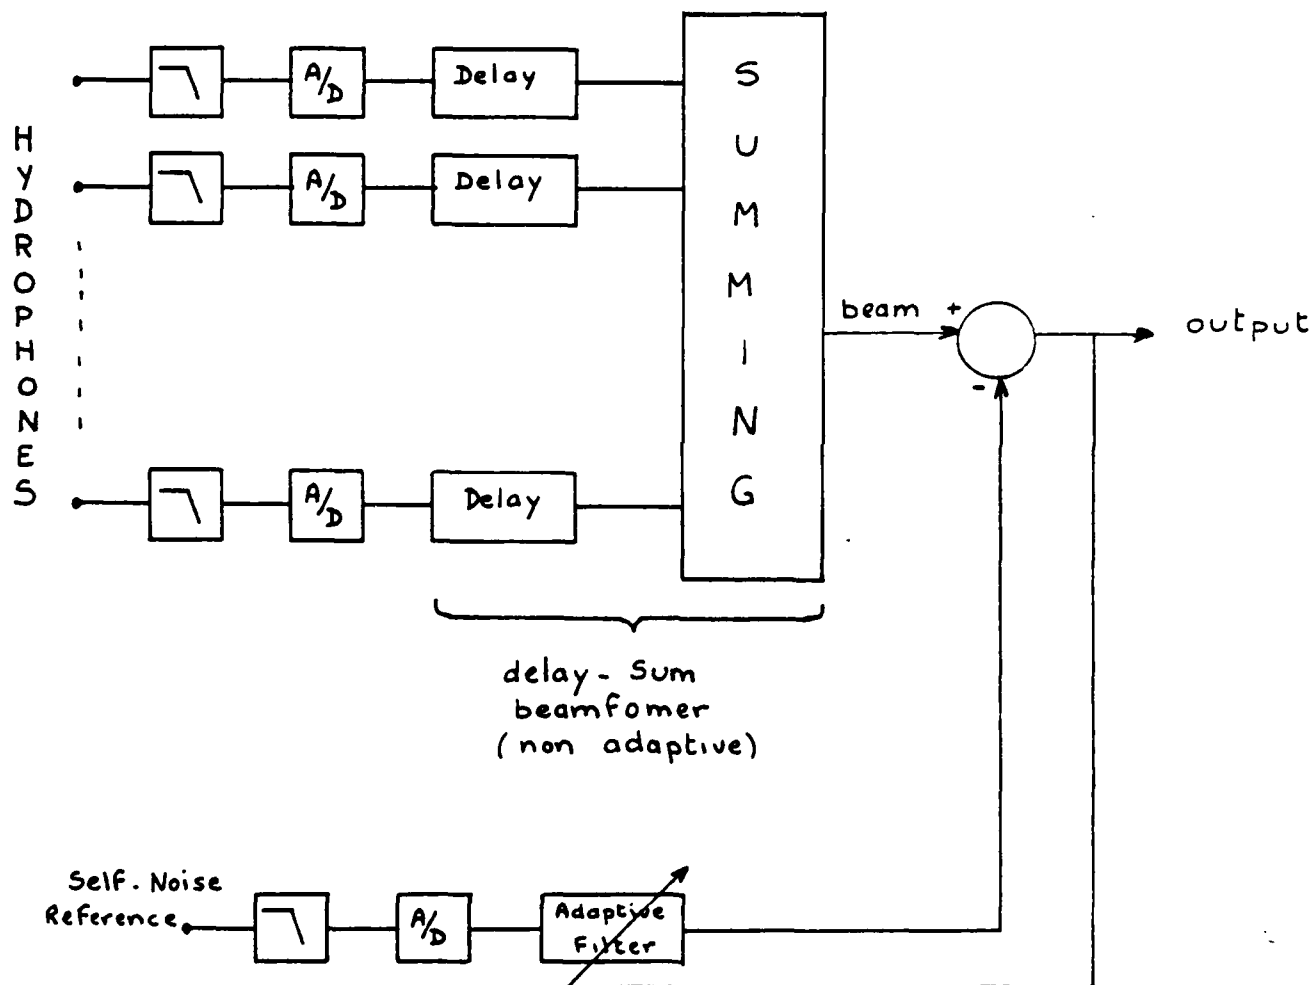 HYDROPHONES
A/D
Delay
A/D
Delay
A/D
Delay
SUMMING
beam
+
-
output
delay - Sum
beamfomer
(non adaptive)
Self - Noise
Reference
A/D
Adaptive
Filter